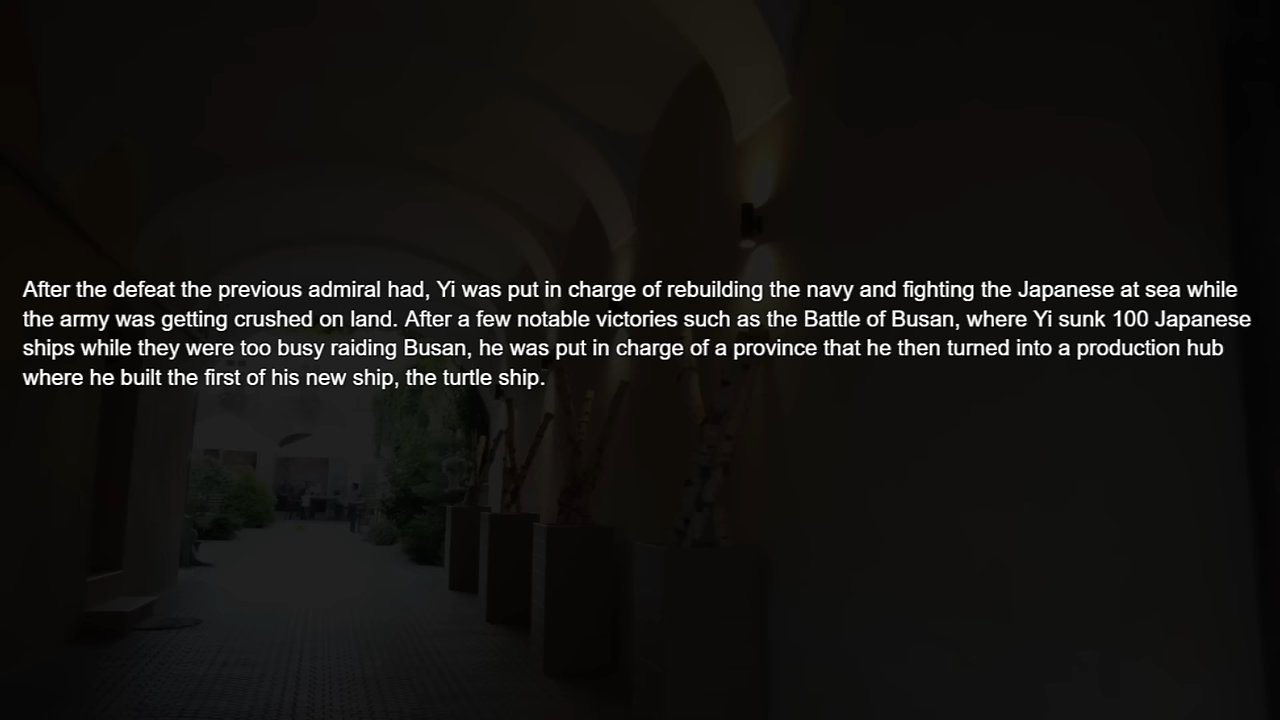 After the defeat the previous admiral had, Yi was put in charge of rebuilding the navy and fighting the Japanese at sea while
the army was getting crushed on land. After a few notable victories such as the Battle of Busan, where Yi sunk 100 Japanese
ships while they were too busy raiding Busan, he was put in charge of a province that he then turned into a production hub
where he built the first of his new ship, the turtle ship.